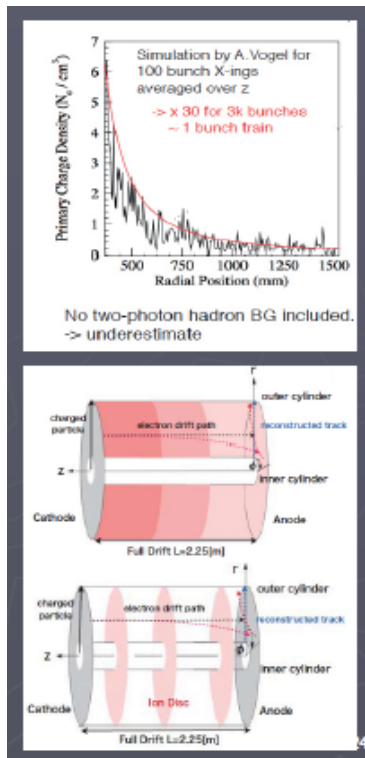 7
6
5
4
3
2
1
0
Primary Charge Density (Ne / cm³)
Simulation by A.Vogel for
100 bunch X-ings
averaged over z
-> x 30 for 3k bunches
~ 1 bunch train
500 750 1000 1250 1500
Radial Position (mm)
No two-photon hadron BG included.
-> underestimate
r
outer cylinder
charged
particle
electron drift path
reconstructed track
z
Φ
inner cylinder
Cathode
Anode
Full Drift L=2.25[m]
r
outer cylinder
charged
particle
electron drift path
reconstructed track
Z
Φ
inner cylinder
Ion Disc
Cathode
Anode
Full Drift L=2.25[m]